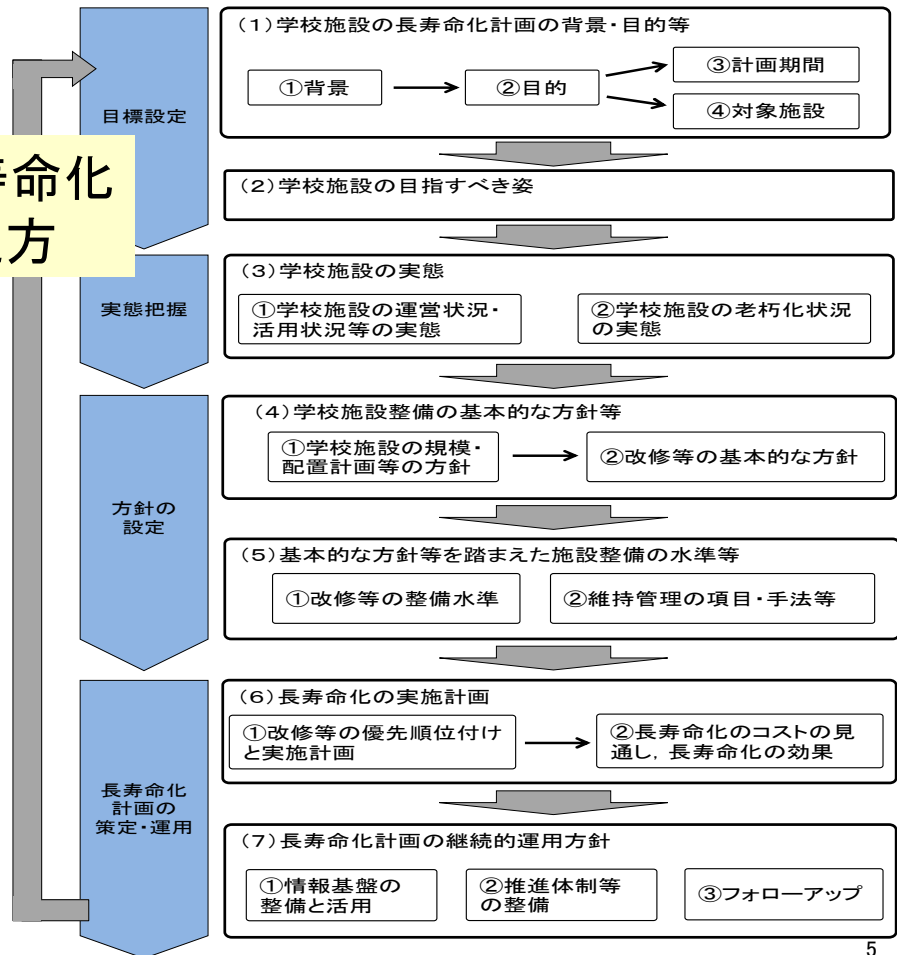 (1)学校施設の長寿命化計画の背景・目的等
①背景
②目的
③計画期間
④対象施設
目標設定
命化
方
(2)学校施設の目指すべき姿
(3)学校施設の実態
実態把握
①学校施設の運営状況・
活用状況等の実態
②学校施設の老朽化状況
の実態
(4)学校施設整備の基本的な方針等
①学校施設の規模・
配置計画等の方針
②改修等の基本的な方針
方針の
設定
(5)基本的な方針等を踏まえた施設整備の水準等
①改修等の整備水準
②維持管理の項目・手法等
(6)長寿命化の実施計画
①改修等の優先順位付け
と実施計画
②長寿命化のコストの見
通し，長寿命化の効果
長寿命化
計画の
策定・運用
(7)長寿命化計画の継続的運用方針
①情報基盤の
整備と活用
②推進体制等
の整備
③フォローアップ
5